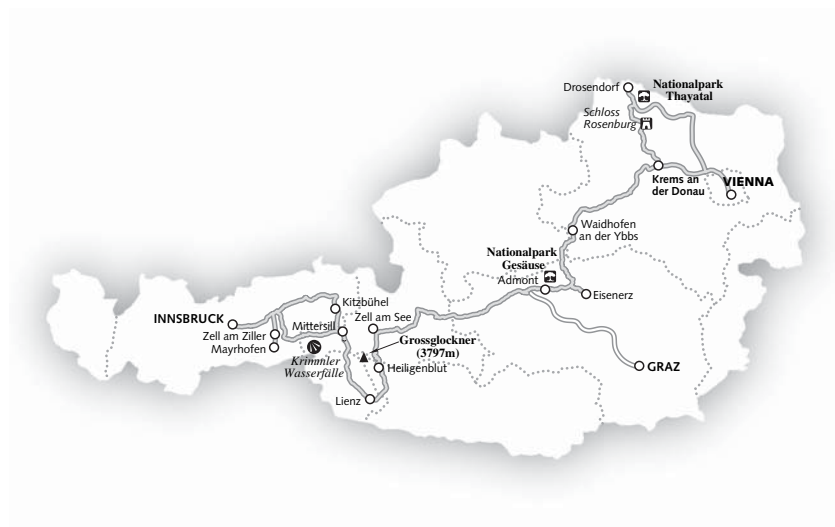 Drosendorf
Nationalpark
Thayatal
Schloss
Rosenburg
Krems an
der Donau
VIENNA
Waidhofen
an der Ybbs
Nationalpark
Gesäuse
Admont
Eisenerz
Kitzbühel
INNSBRUCK
Zell am See
Mittersill
Zell am Ziller
Mayrhofen
Grossglockner
(3797m)
Krimmler
Wasserfälle
Heiligenblut
GRAZ
Lienz